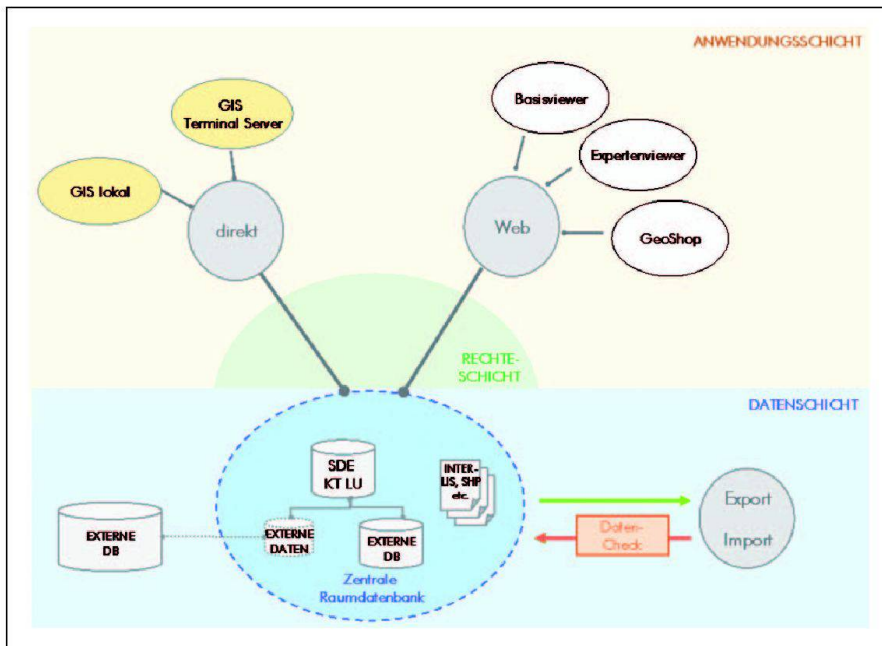 ANWENDUNGSSCHICHT
GIS
Terminal Server
GIS lokal
direkt
Basisviewer
Expertenviewer
Web
GeoShop
RECHTE-
SCHICHT
DATENSCHICHT
SDE
KT LU
INTER-
LIS, SHP
etc.
EXTERNE
DB
EXTERNE
DATEN
EXTERNE
DB
Zentrale
Raumdatenbank
Daten-
Check
Export
Import